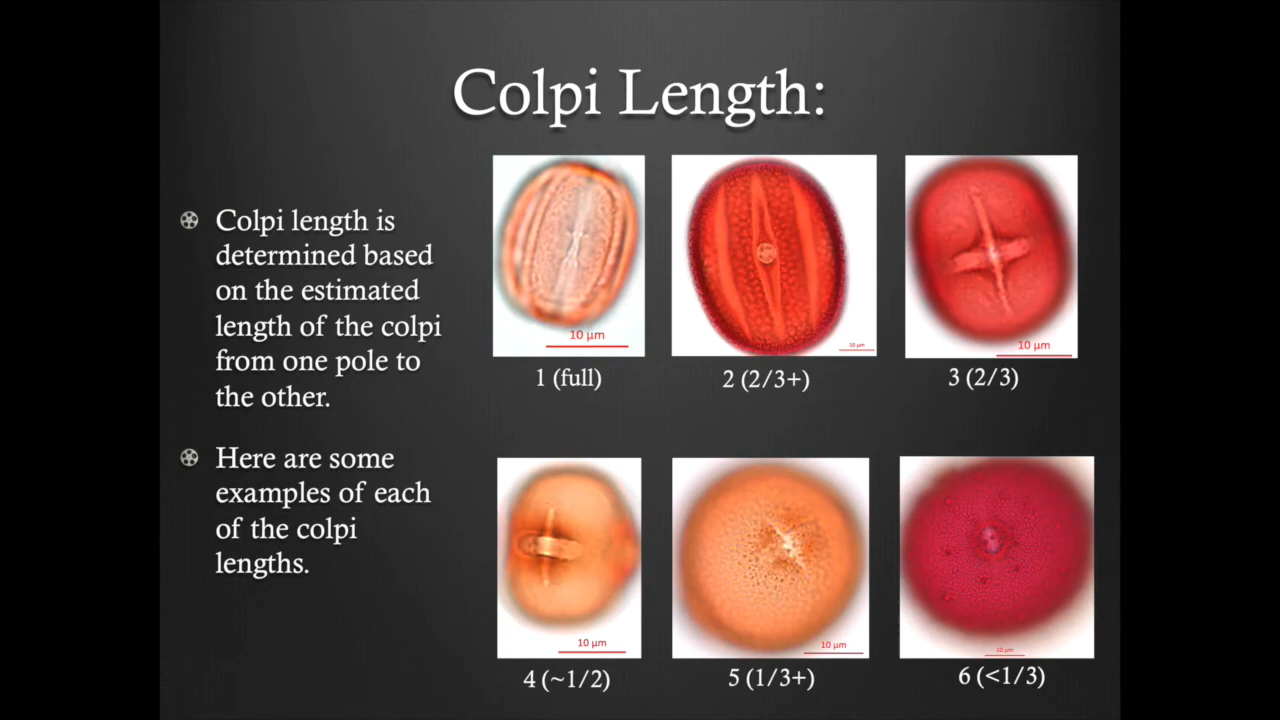 Colpi Length:
Colpi length is
determined based
on the estimated
length of the colpi
from one pole to
the other.
Here are some
examples of each
of the colpi
lengths.
10 µm
1 (full)
10 µm
2 (2/3+)
10 µm
3 (2/3)
10 µm
4 (~1/2)
10 µm
5 (1/3+)
10 µm
6 (<1/3)